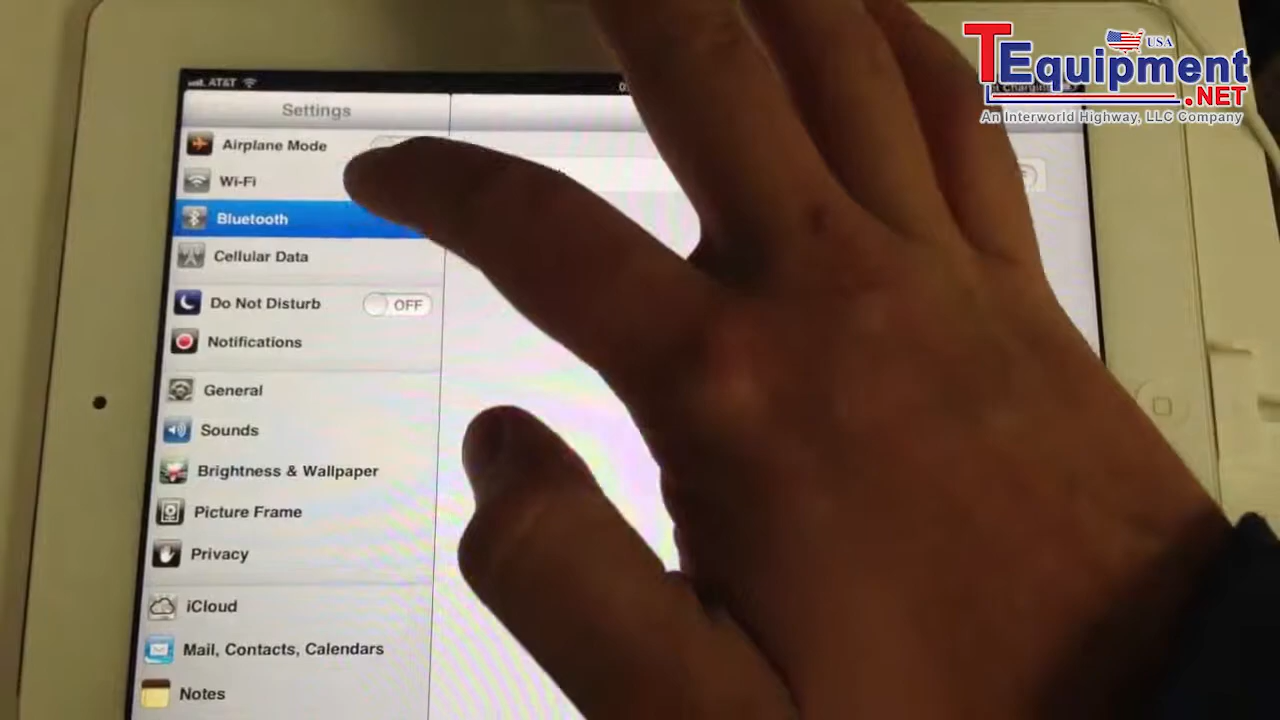 AT&T
Settings
Airplane Mode
Wi-Fi
Bluetooth
Cellular Data
Do Not Disturb OFF
Notifications
General
Sounds
Brightness & Wallpaper
Picture Frame
Privacy
iCloud
Mail, Contacts, Calendars
Notes
USA
TEquipment
.NET
An Interworld Highway, LLC Company